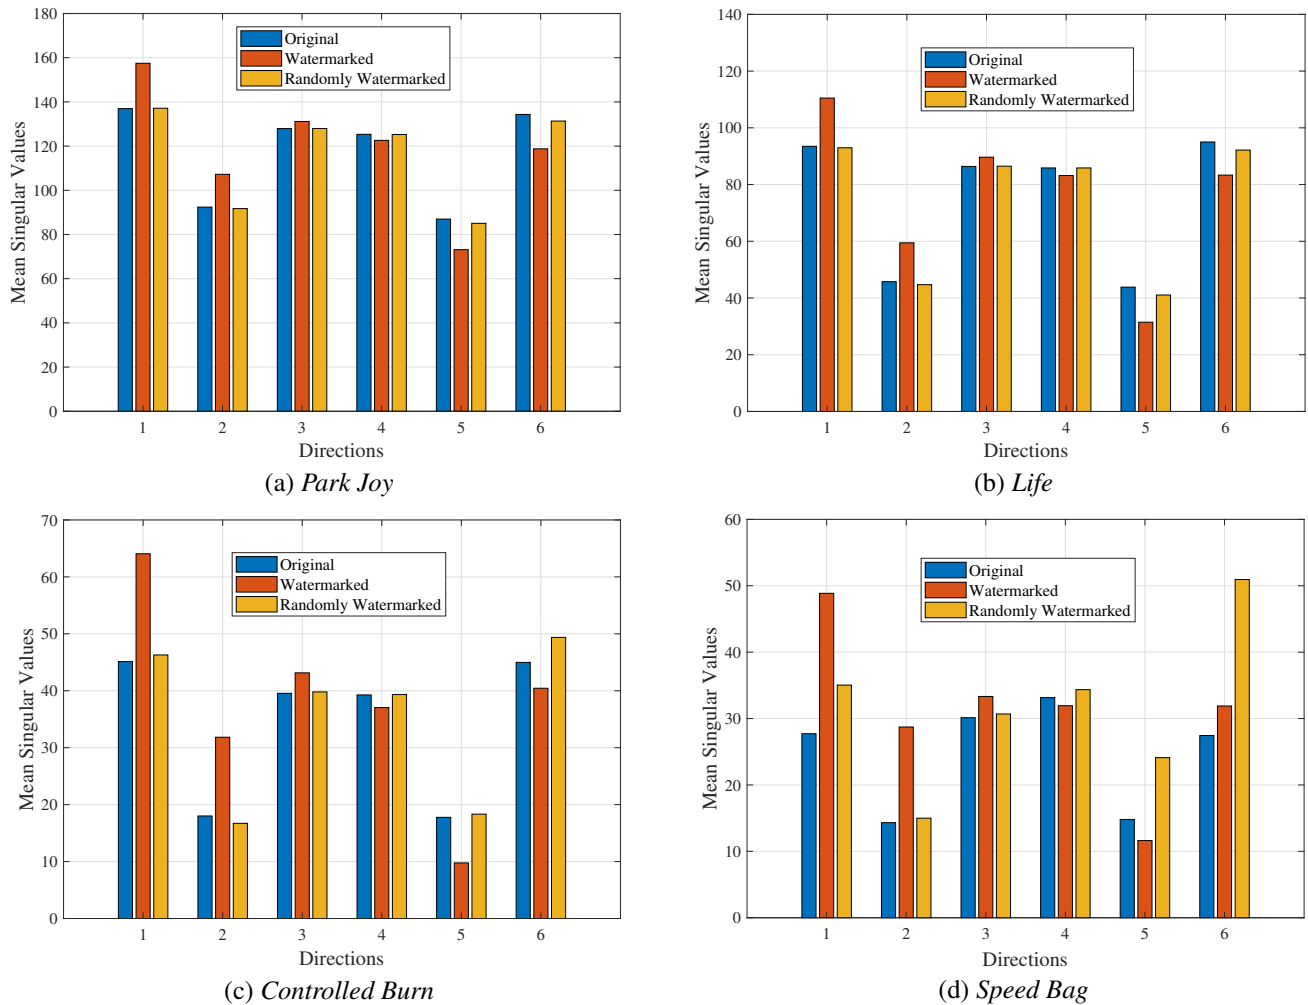 180
160
140
120
100
80
60
40
20
0
Mean Singular Values
Original
Watermarked
Randomly Watermarked
1 2 3 4 5 6
Directions
(a) Park Joy
140
120
100
80
60
40
20
0
Mean Singular Values
Original
Watermarked
Randomly Watermarked
1 2 3 4 5 6
Directions
(b) Life
70
60
50
40
30
20
10
0
Mean Singular Values
Original
Watermarked
Randomly Watermarked
1 2 3 4 5 6
Directions
(c) Controlled Burn
60
50
40
30
20
10
0
Mean Singular Values
Original
Watermarked
Randomly Watermarked
1 2 3 4 5 6
Directions
(d) Speed Bag